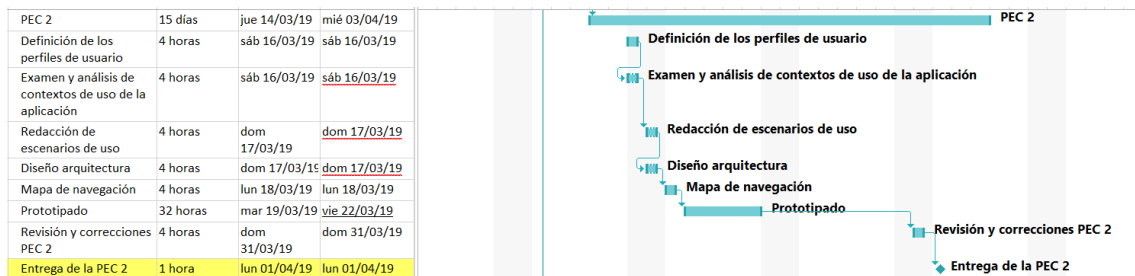 PEC 2 15 días jue 14/03/19 mié 03/04/19
Definición de los perfiles de usuario 4 horas sáb 16/03/19 sáb 16/03/19
Examen y análisis de contextos de uso de la aplicación 4 horas sáb 16/03/19 sáb 16/03/19
Redacción de escenarios de uso 4 horas dom 17/03/19 dom 17/03/19
Diseño arquitectura 4 horas dom 17/03/19 dom 17/03/19
Mapa de navegación 4 horas lun 18/03/19 lun 18/03/19
Prototipado 32 horas mar 19/03/19 vie 22/03/19
Revisión y correcciones PEC 2 4 horas dom 31/03/19 dom 31/03/19
Entrega de la PEC 2 1 hora lun 01/04/19 lun 01/04/19
PEC 2
Definición de los perfiles de usuario
Examen y análisis de contextos de uso de la aplicación
Redacción de escenarios de uso
Diseño arquitectura
Mapa de navegación
Prototipado
Revisión y correcciones PEC 2
Entrega de la PEC 2